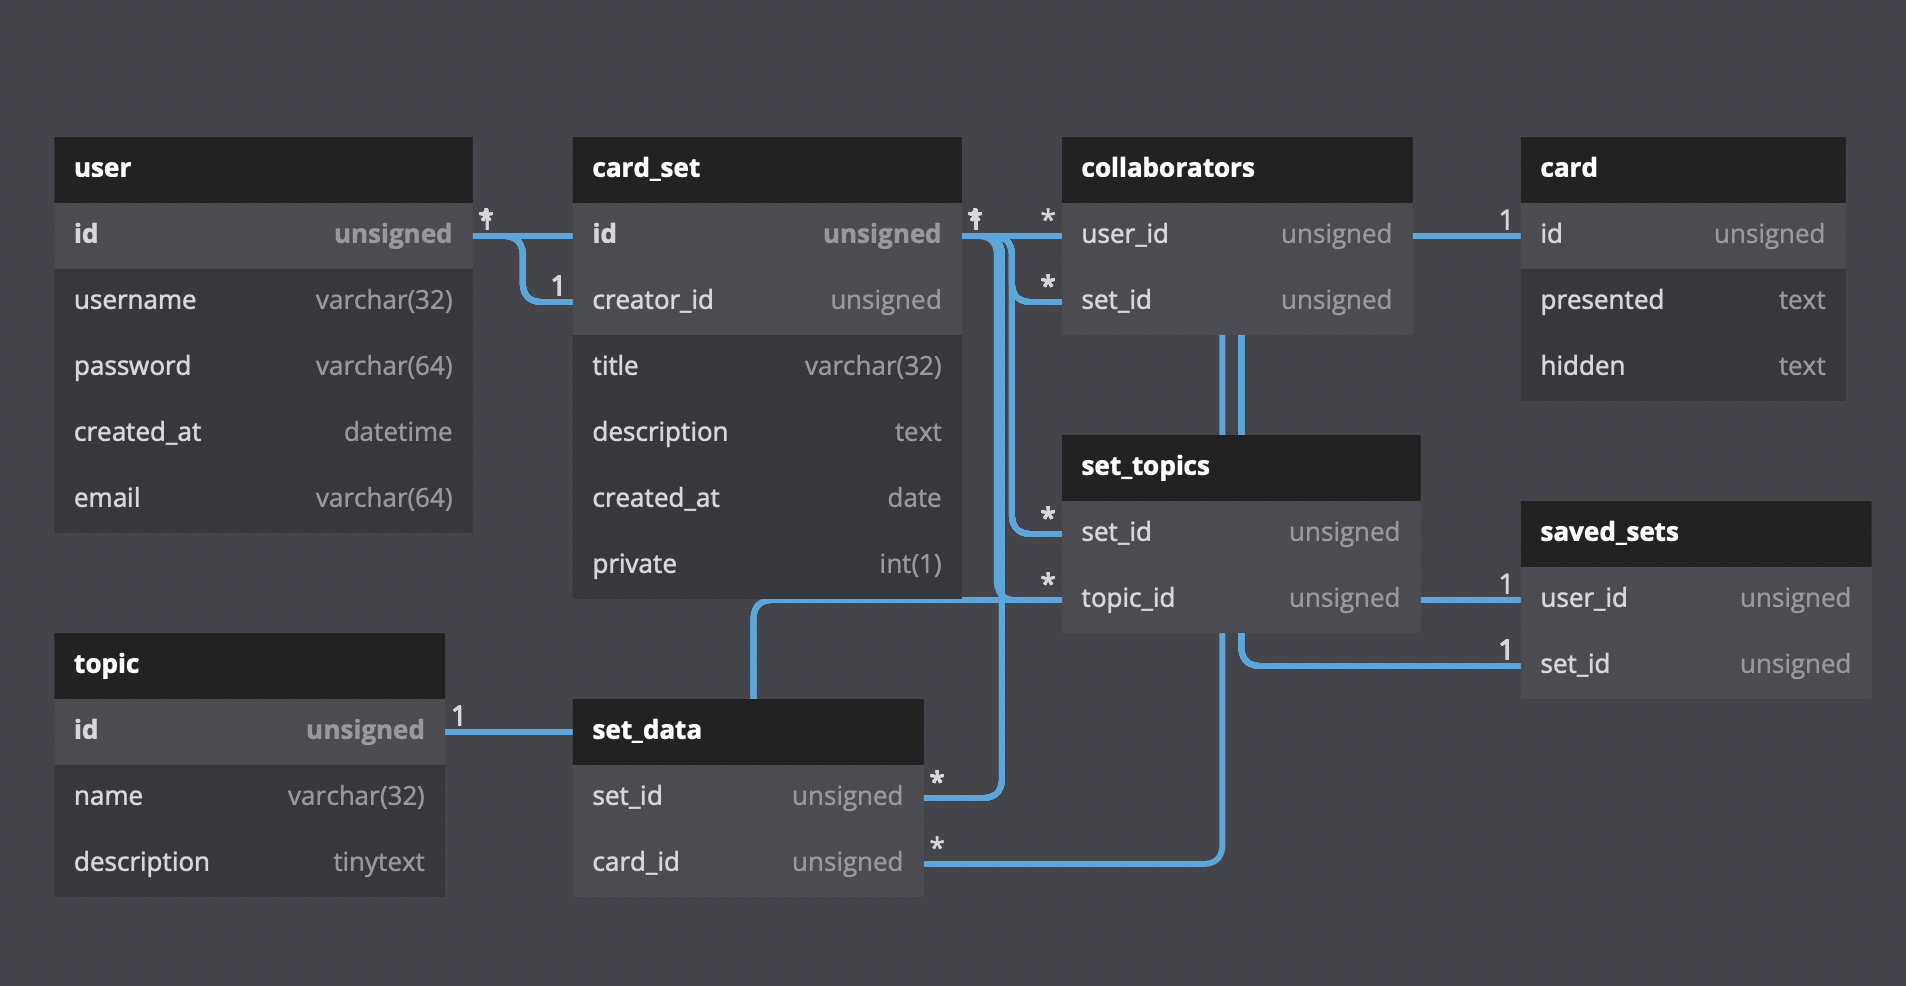 user
id unsigned
username varchar(32)
password varchar(64)
created_at datetime
email varchar(64)
card_set
id unsigned
creator_id unsigned
title varchar(32)
description text
created_at date
private int(1)
collaborators
user_id unsigned
set_id unsigned
card
id unsigned
presented text
hidden text
set_topics
set_id unsigned
topic_id unsigned
saved_sets
user_id unsigned
set_id unsigned
topic
id unsigned
name varchar(32)
description tinytext
set_data
set_id unsigned
card_id unsigned
*
1
*
*
*
1
*
*
1
1
1
*
*